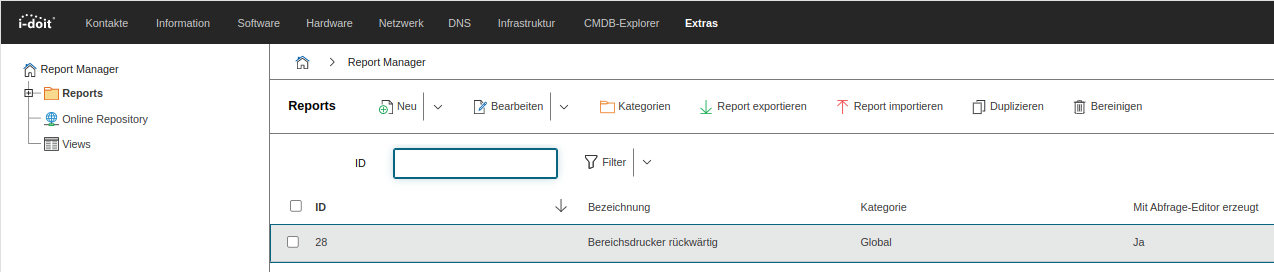 i-doit Kontakte Information Software Hardware Netzwerk DNS Infrastruktur CMDB-Explorer Extras
Report Manager
Reports
Online Repository
Views
Report Manager
Reports Neu Bearbeiten Kategorien Report exportieren Report importieren Duplizieren Bereinigen
ID Filter
ID Bezeichnung Kategorie Mit Abfrage-Editor erzeugt
28 Bereichsdrucker rückwärtig Global Ja